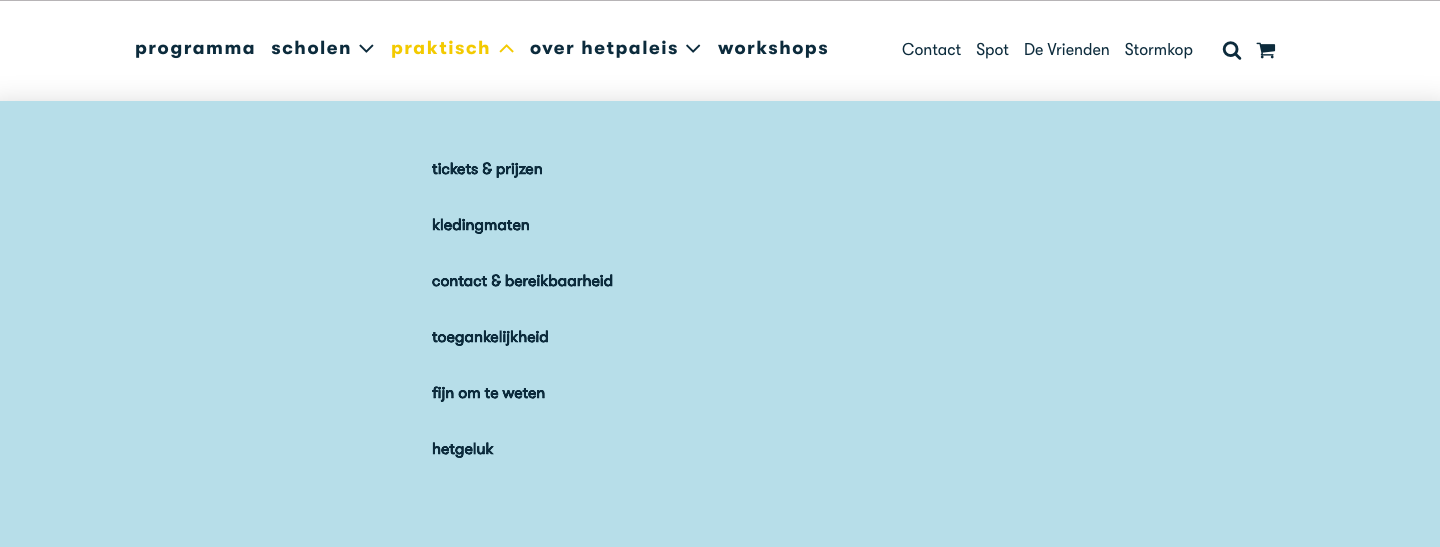 programma scholen praktisch over hetpaleis workshops Contact Spot De Vrienden Stormkop
tickets & prijzen
kledingmaten
contact & bereikbaarheid
toegankelijkheid
fijn om te weten
hetgeluk